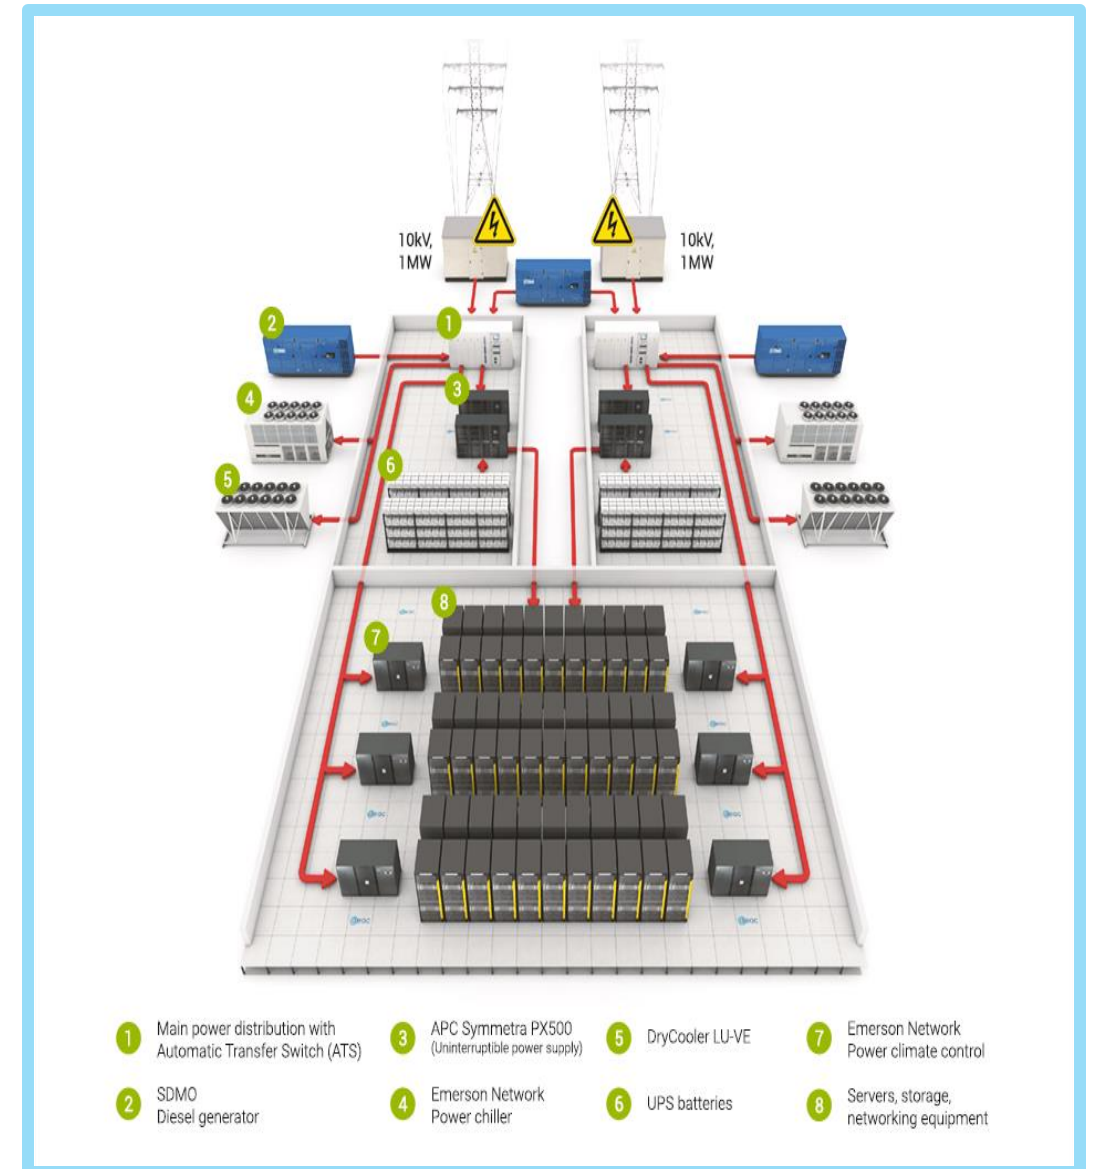 10kV,
1MW
10kV,
1MW
1
2
3
4
5
6
7
8
1
Main power distribution with
Automatic Transfer Switch (ATS)
2
SDMO
Diesel generator
3
APC Symmetra PX500
(Uninterruptible power supply)
4
Emerson Network
Power chiller
5
DryCooler LU-VE
6
UPS batteries
7
Emerson Network
Power climate control
8
Servers, storage,
networking equipment